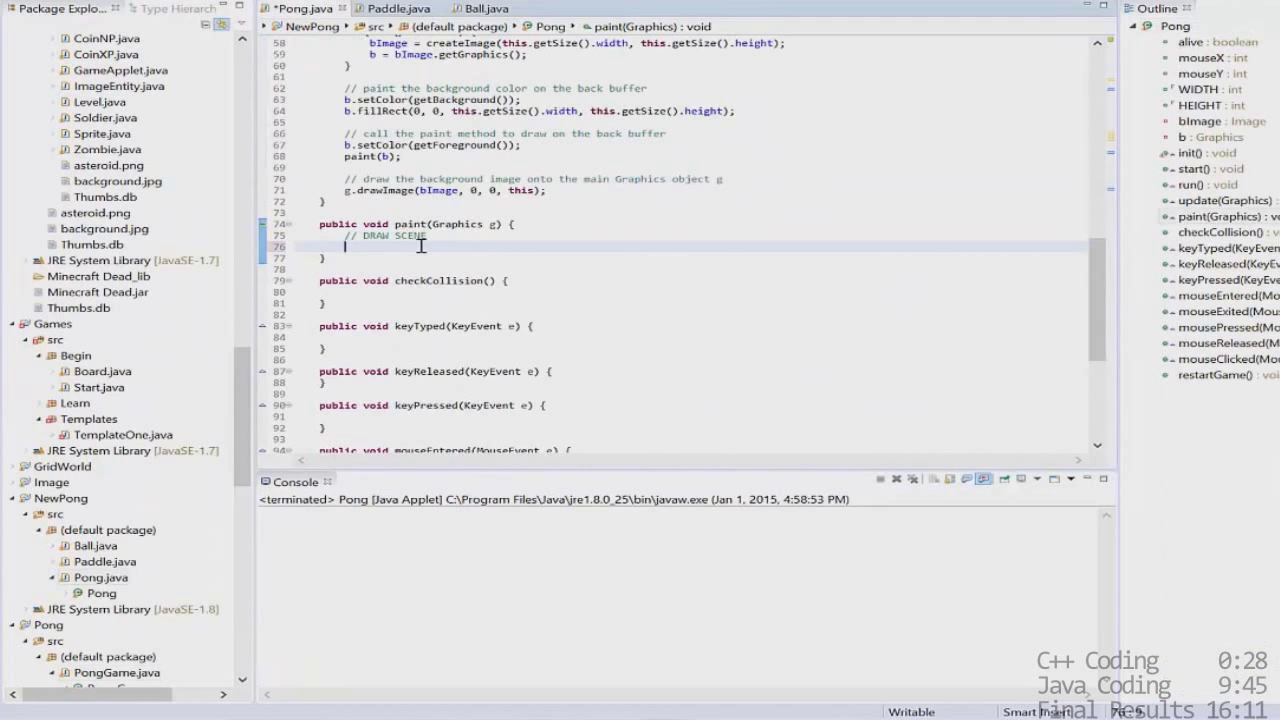 Package Explo...
Type Hierarch
CoinNP.java
CoinXP.java
GameApplet.java
ImageEntity.java
Level.java
Soldier.java
Sprite.java
Zombie.java
asteroid.png
background.jpg
Thumbs.db
asteroid.png
background.jpg
Thumbs.db
JRE System Library [JavaSE-1.7]
Minecraft Dead_lib
Minecraft Dead.jar
Thumbs.db
Games
src
Begin
Board.java
Start.java
Learn
Templates
TemplateOne.java
JRE System Library [JavaSE-1.7]
GridWorld
Image
NewPong
src
(default package)
Ball.java
Paddle.java
Pong.java
Pong
JRE System Library [JavaSE-1.8]
Pong
src
(default package)
PongGame.java
*Pong.java
Paddle.java
Ball.java
NewPong
src
(default package)
Pong
paint(Graphics) : void
58 bImage = createImage(this.getSize().width, this.getSize().height);
59 b = bImage.getGraphics();
60 }
61
62 // paint the background color on the back buffer
63 b.setColor(getBackground());
64 b.fillRect(0, 0, this.getSize().width, this.getSize().height);
65
66 // call the paint method to draw on the back buffer
67 b.setColor(getForeground());
68 paint(b);
69
70 // draw the background image onto the main Graphics object g
71 g.drawImage(bImage, 0, 0, this);
72 }
73
74 public void paint(Graphics g) {
75 // DRAW SCENE
76
77 }
78
79 public void checkCollision() {
80
81 }
82
83 public void keyTyped(KeyEvent e) {
84
85 }
86
87 public void keyReleased(KeyEvent e) {
88 }
89
90 public void keyPressed(KeyEvent e) {
91
92 }
93
94 public void mouseEntered(MouseEvent e) {
Console
<terminated> Pong [Java Applet] C:\Program Files\Java\jre1.8.0_25\bin\javaw.exe (Jan 1, 2015, 4:58:53 PM)
Outline
Pong
alive : boolean
mouseX : int
mouseY : int
WIDTH : int
HEIGHT : int
bImage : Image
b : Graphics
init() : void
start() : void
run() : void
update(Graphics) :
paint(Graphics) : v
checkCollision() :
keyTyped(KeyEven
keyReleased(KeyE
keyPressed(KeyEv
mouseEntered(Mo
mouseExited(Mou
mousePressed(Mo
mouseReleased(M
mouseClicked(Mo
restartGame() : voi
C++ Coding 0:28
Java Coding 9:45
Final Results 16:11
Writable
Smart Insert